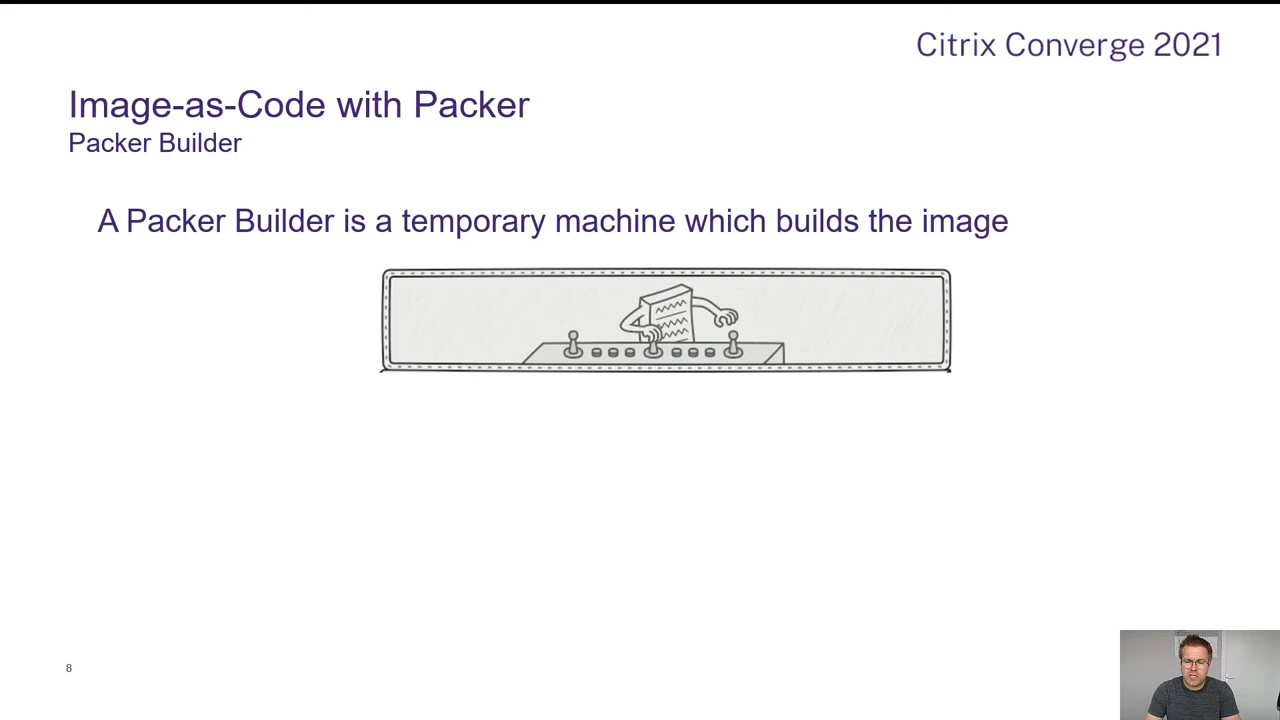 Citrix Converge 2021
Image-as-Code with Packer
Packer Builder
A Packer Builder is a temporary machine which builds the image
8